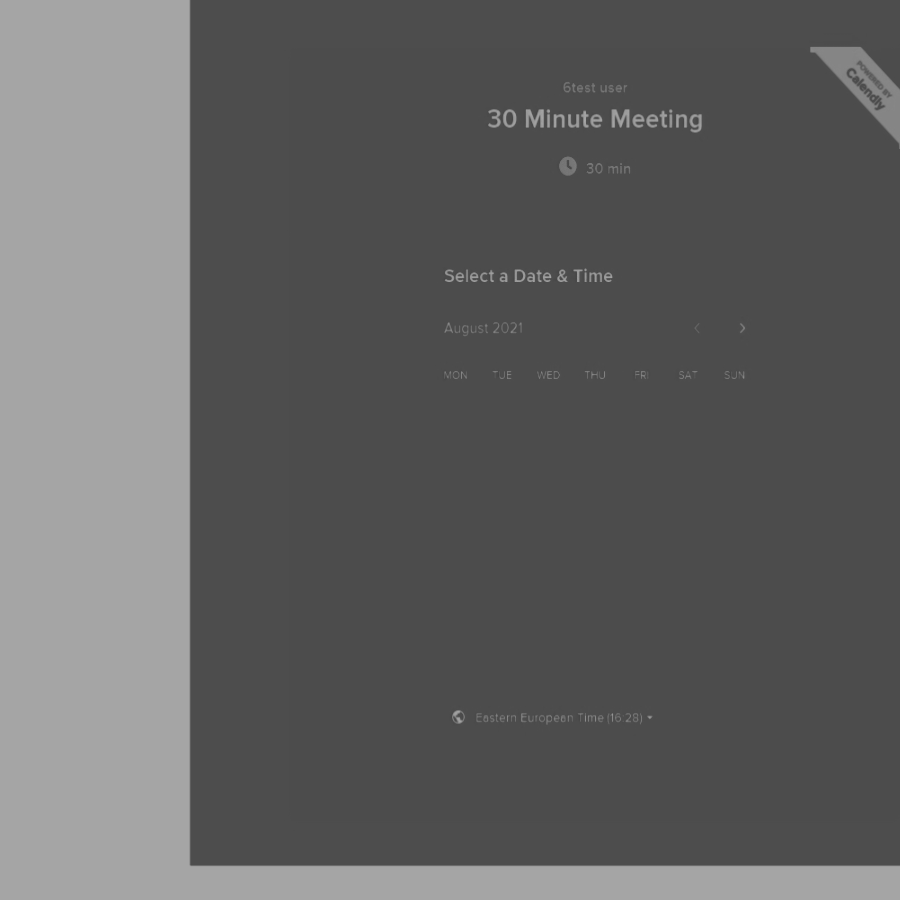 6test user
30 Minute Meeting
30 min
POWERED BY
Calendly
Select a Date & Time
August 2021
MON TUE WED THU FRI SAT SUN
Eastern European Time (16:28)